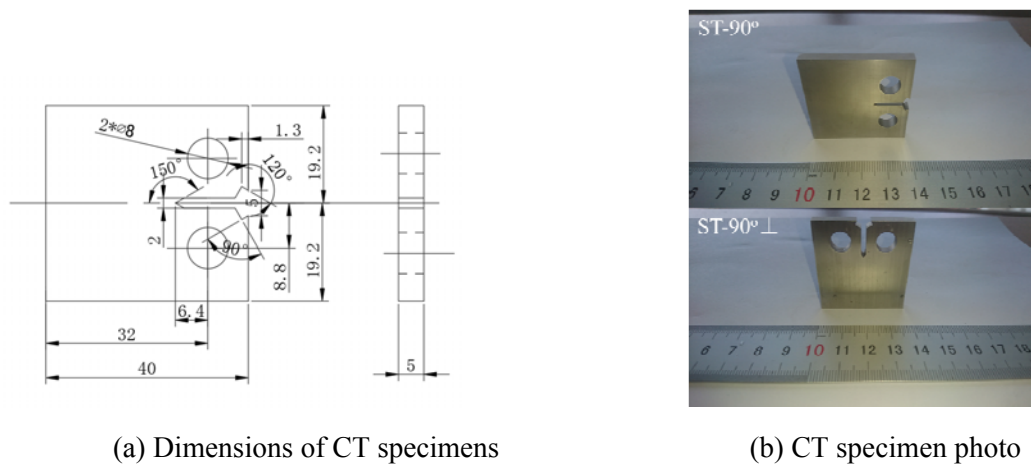 2*⌀8
1.3
150°
120°
19.2
5
2
90°
8.8
19.2
6.4
32
40
5
ST-90°
6 7 8 9 10 11 12 13 14 15 16 17 18
ST-90°⊥
6 7 8 9 10 11 12 13 14 15 16 17 18
(a) Dimensions of CT specimens
(b) CT specimen photo